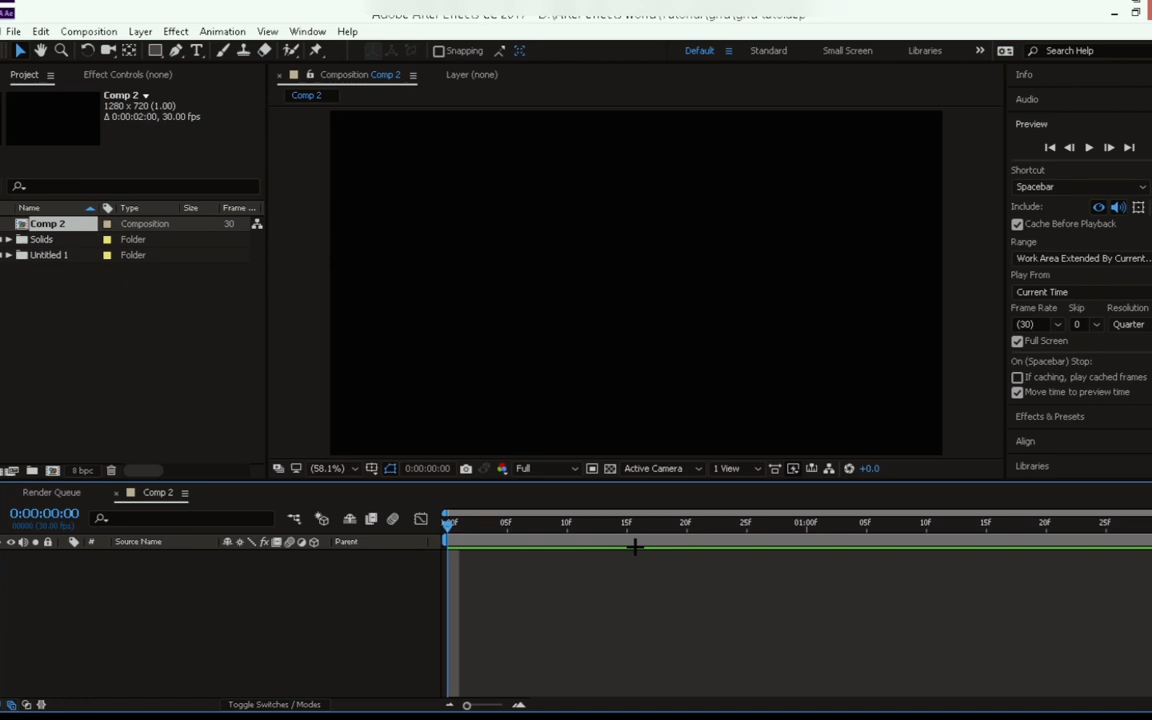 Ae
File Edit Composition Layer Effect Animation View Window Help
Snapping Default Standard Small Screen Libraries Search Help
Project Effect Controls (none) Composition Comp 2 Layer (none) Info
Comp 2 Comp 2 Audio
1280 x 720 (1.00)
Δ 0:00:02:00, 30.00 fps
Preview
Shortcut
Spacebar
Include:
Name Type Size Frame ...
Comp 2 Composition 30 Cache Before Playback
Solids Folder Range
Untitled 1 Folder Work Area Extended By Current...
Play From
Current Time
Frame Rate Skip Resolution
(30) 0 Quarter
Full Screen
On (Spacebar) Stop:
If caching, play cached frames
Move time to preview time
Effects & Presets
Align
Libraries
8 bpc (58.1%) 0:00:00:00 Full Active Camera 1 View +0.0
Render Queue Comp 2
0:00:00:00
00000 (30.00 fps)
:00f 05f 10f 15f 20f 25f 01:00f 05f 10f 15f 20f 25f
# Source Name fx Parent
Toggle Switches / Modes